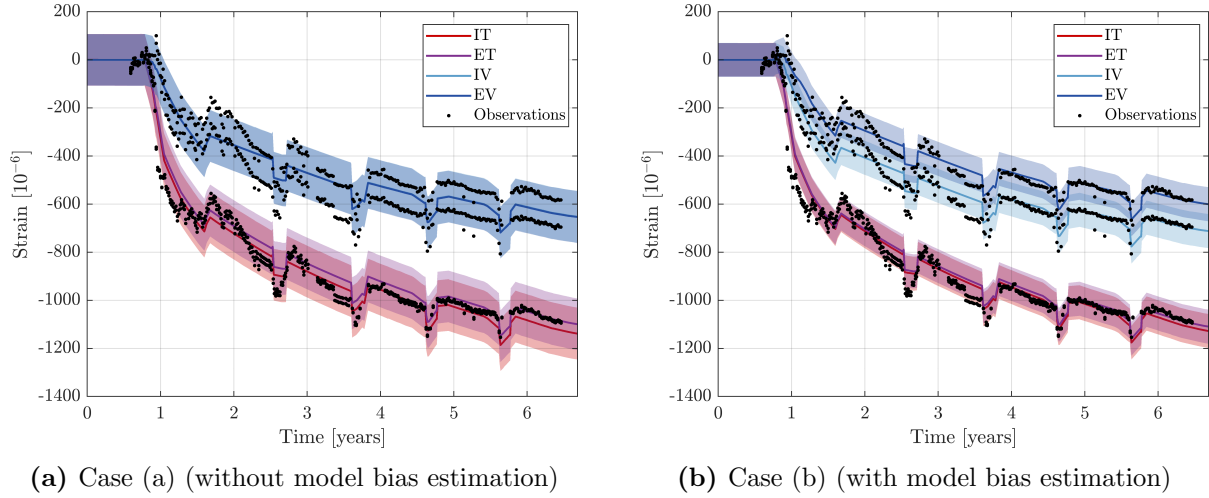 200
0
-200
-400
-600
-800
-1000
-1200
-1400
Strain [10⁻⁶]
0 1 2 3 4 5 6
Time [years]
IT
ET
IV
EV
Observations
(a) Case (a) (without model bias estimation)
200
0
-200
-400
-600
-800
-1000
-1200
-1400
Strain [10⁻⁶]
0 1 2 3 4 5 6
Time [years]
IT
ET
IV
EV
Observations
(b) Case (b) (with model bias estimation)